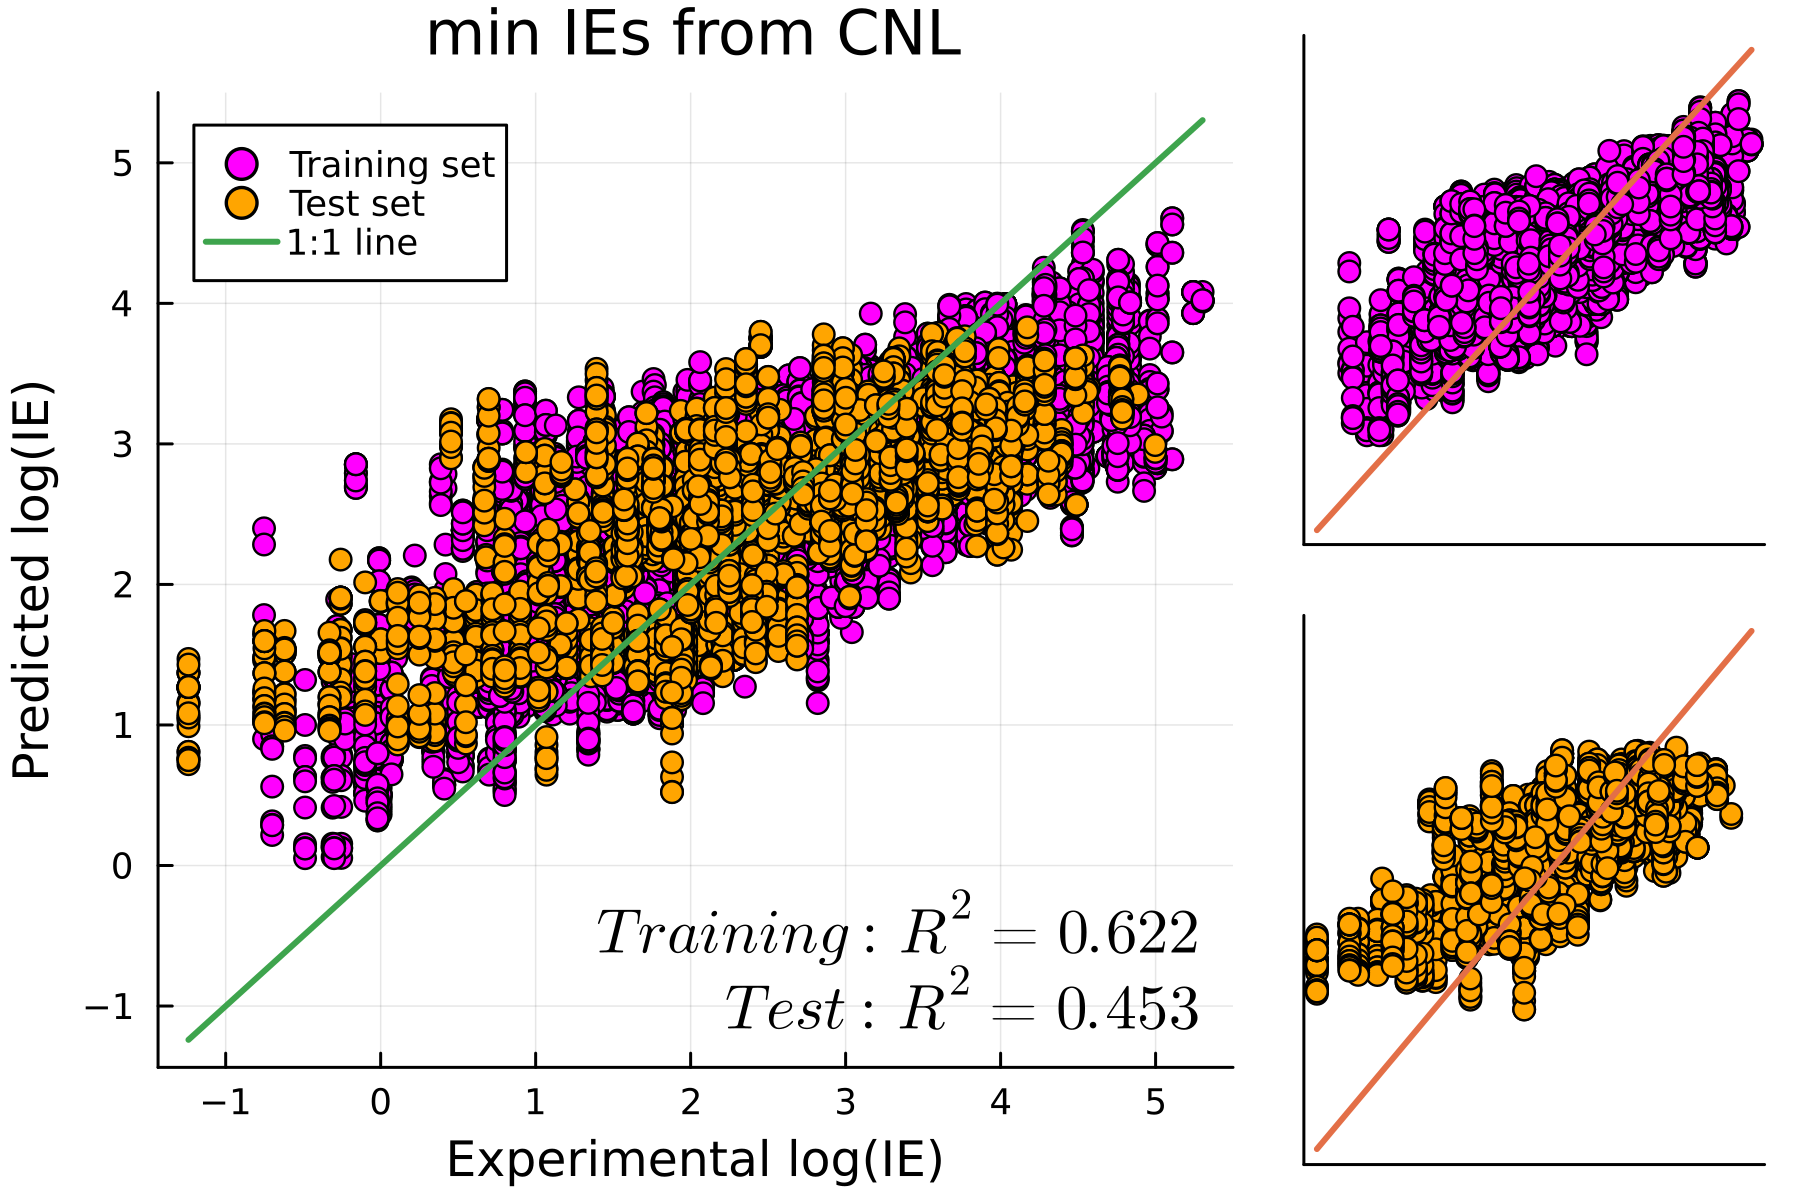 min IEs from CNL
Training set
Test set
1:1 line
Predicted log(IE)
5
4
3
2
1
0
−1
Training : R² = 0.622
Test : R² = 0.453
−1 0 1 2 3 4 5
Experimental log(IE)